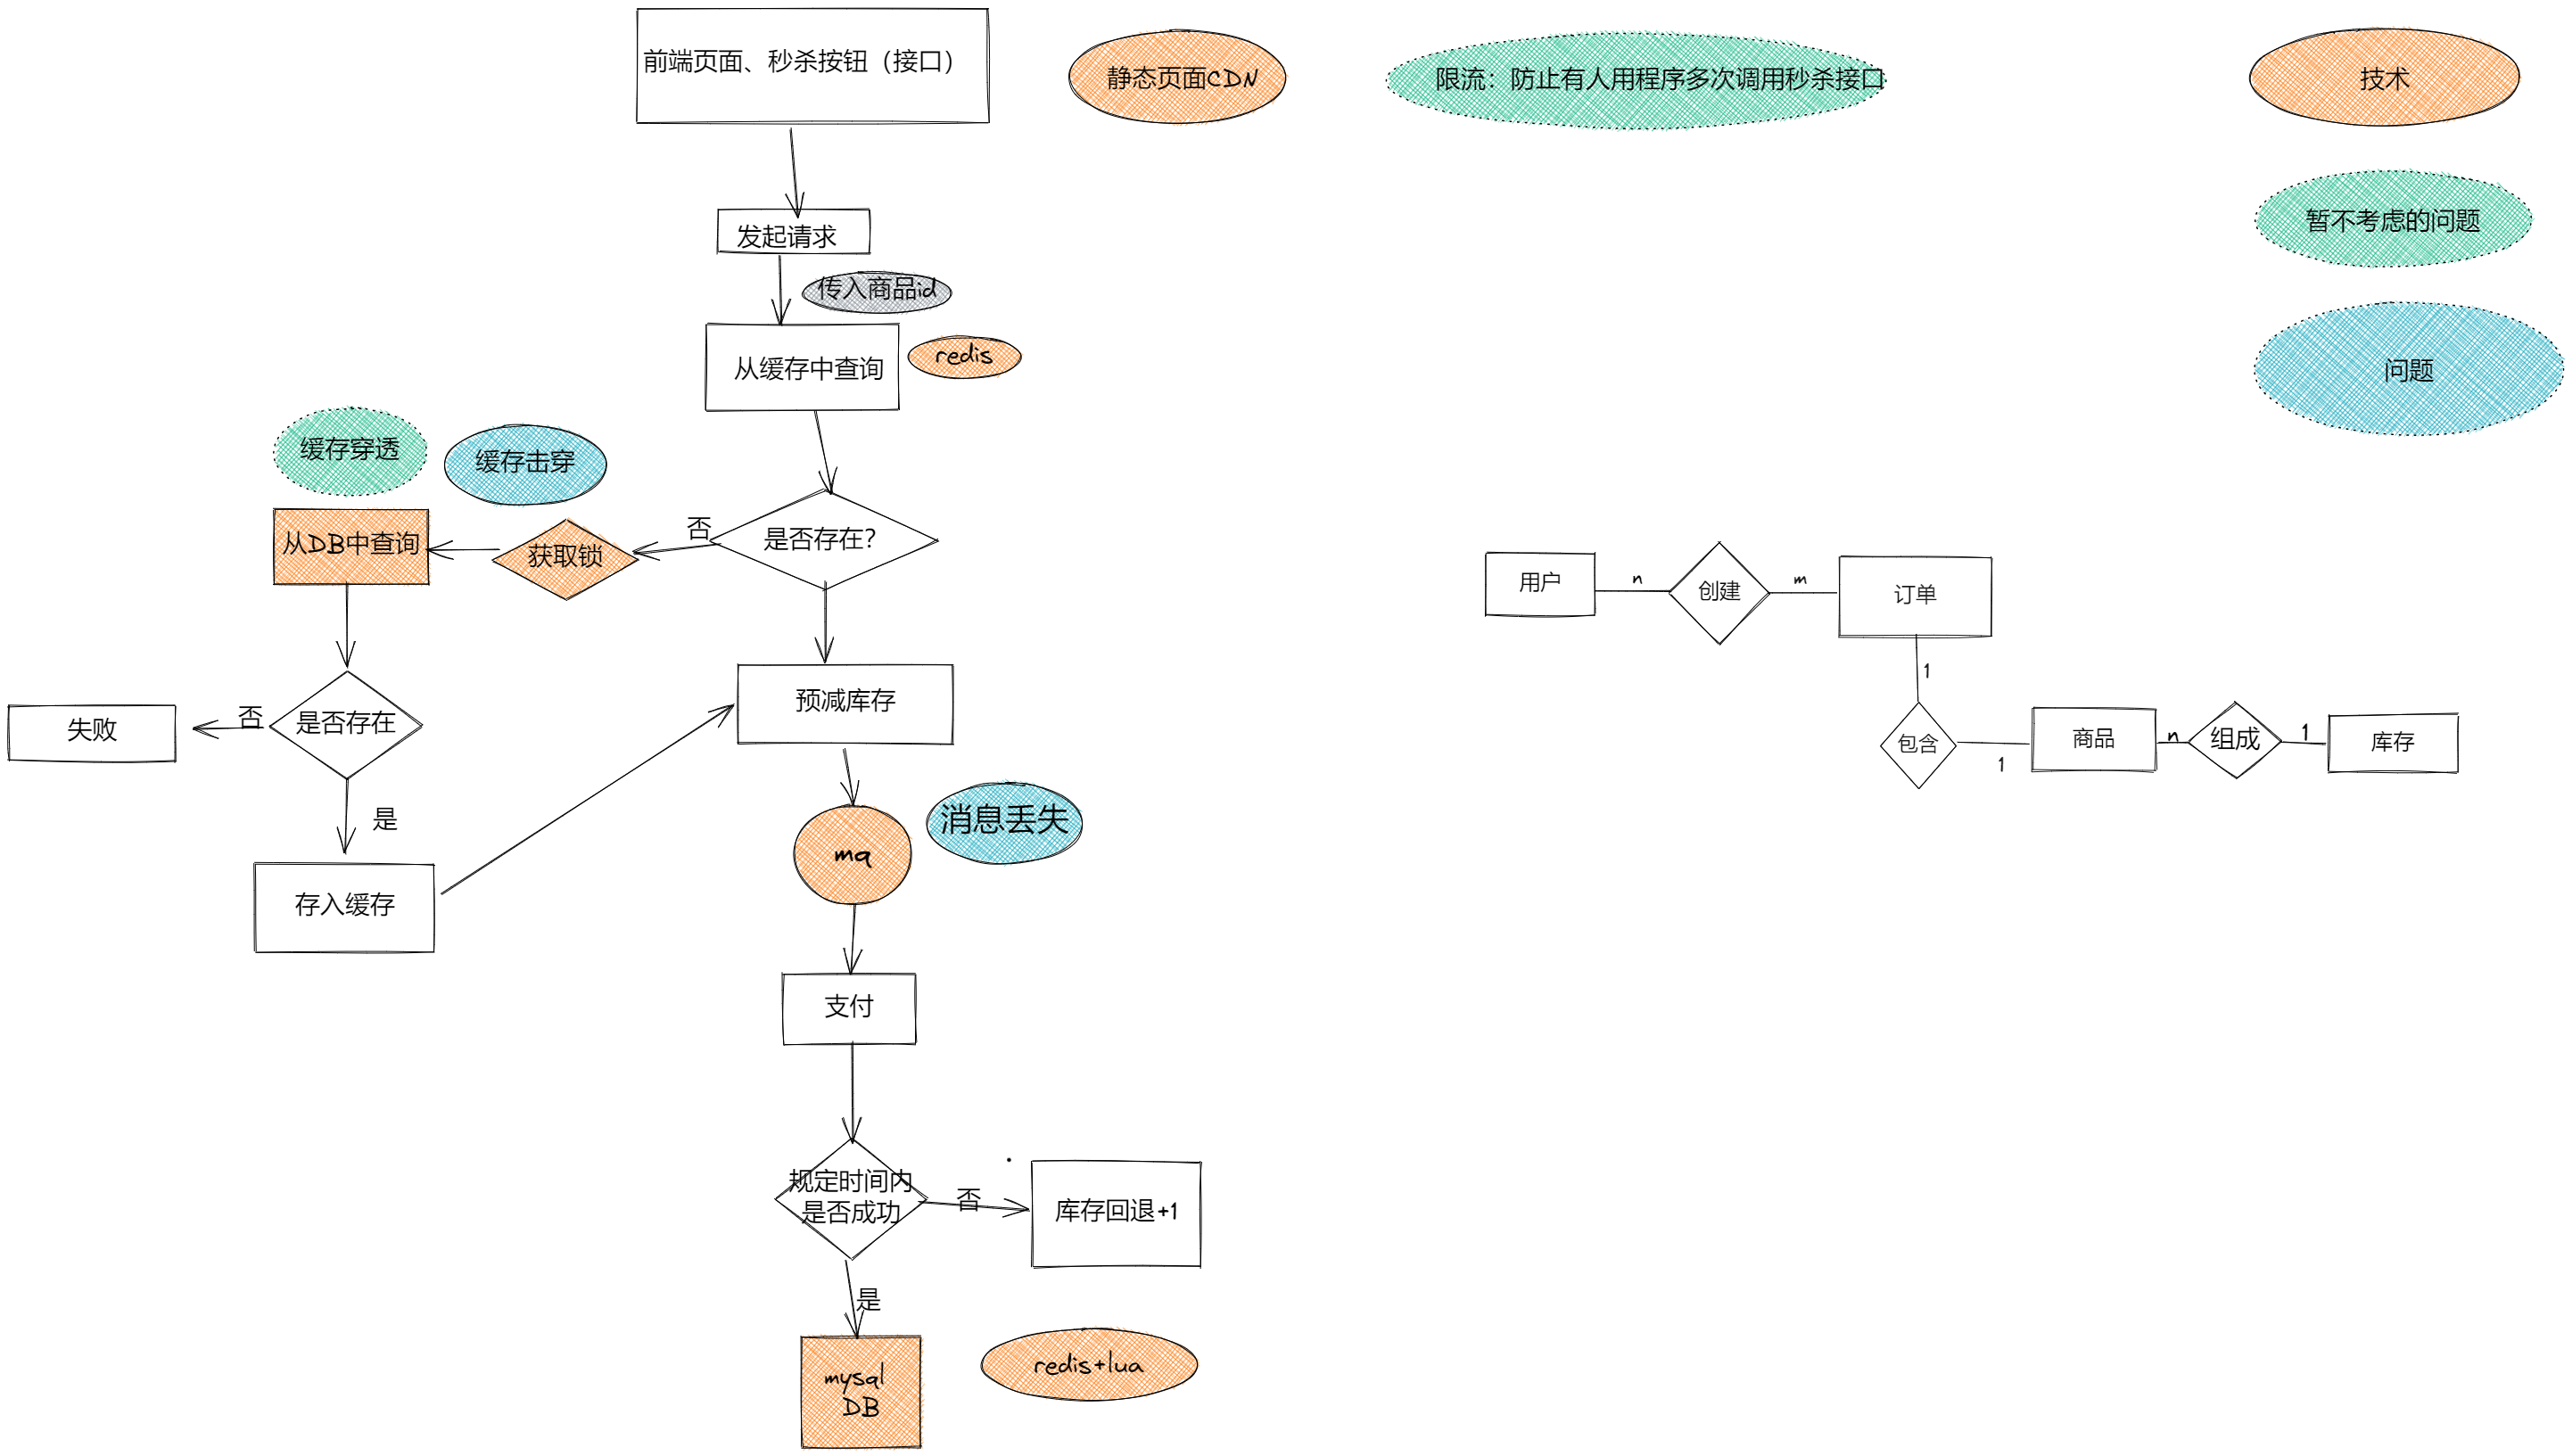 前端页面、秒杀按钮（接口）
静态页面CDN
限流：防止有人用程序多次调用秒杀接口
技术
发起请求
暂不考虑的问题
传入商品id
从缓存中查询
redis
问题
缓存穿透
缓存击穿
从DB中查询
获取锁
否
是否存在？
用户
n
创建
m
订单
1
失败
否
是否存在
预减库存
包含
1
商品
n
组成
1
库存
是
消息丢失
mq
存入缓存
支付
规定时间内
是否成功
否
库存回退+1
是
redis+lua
mysql
DB